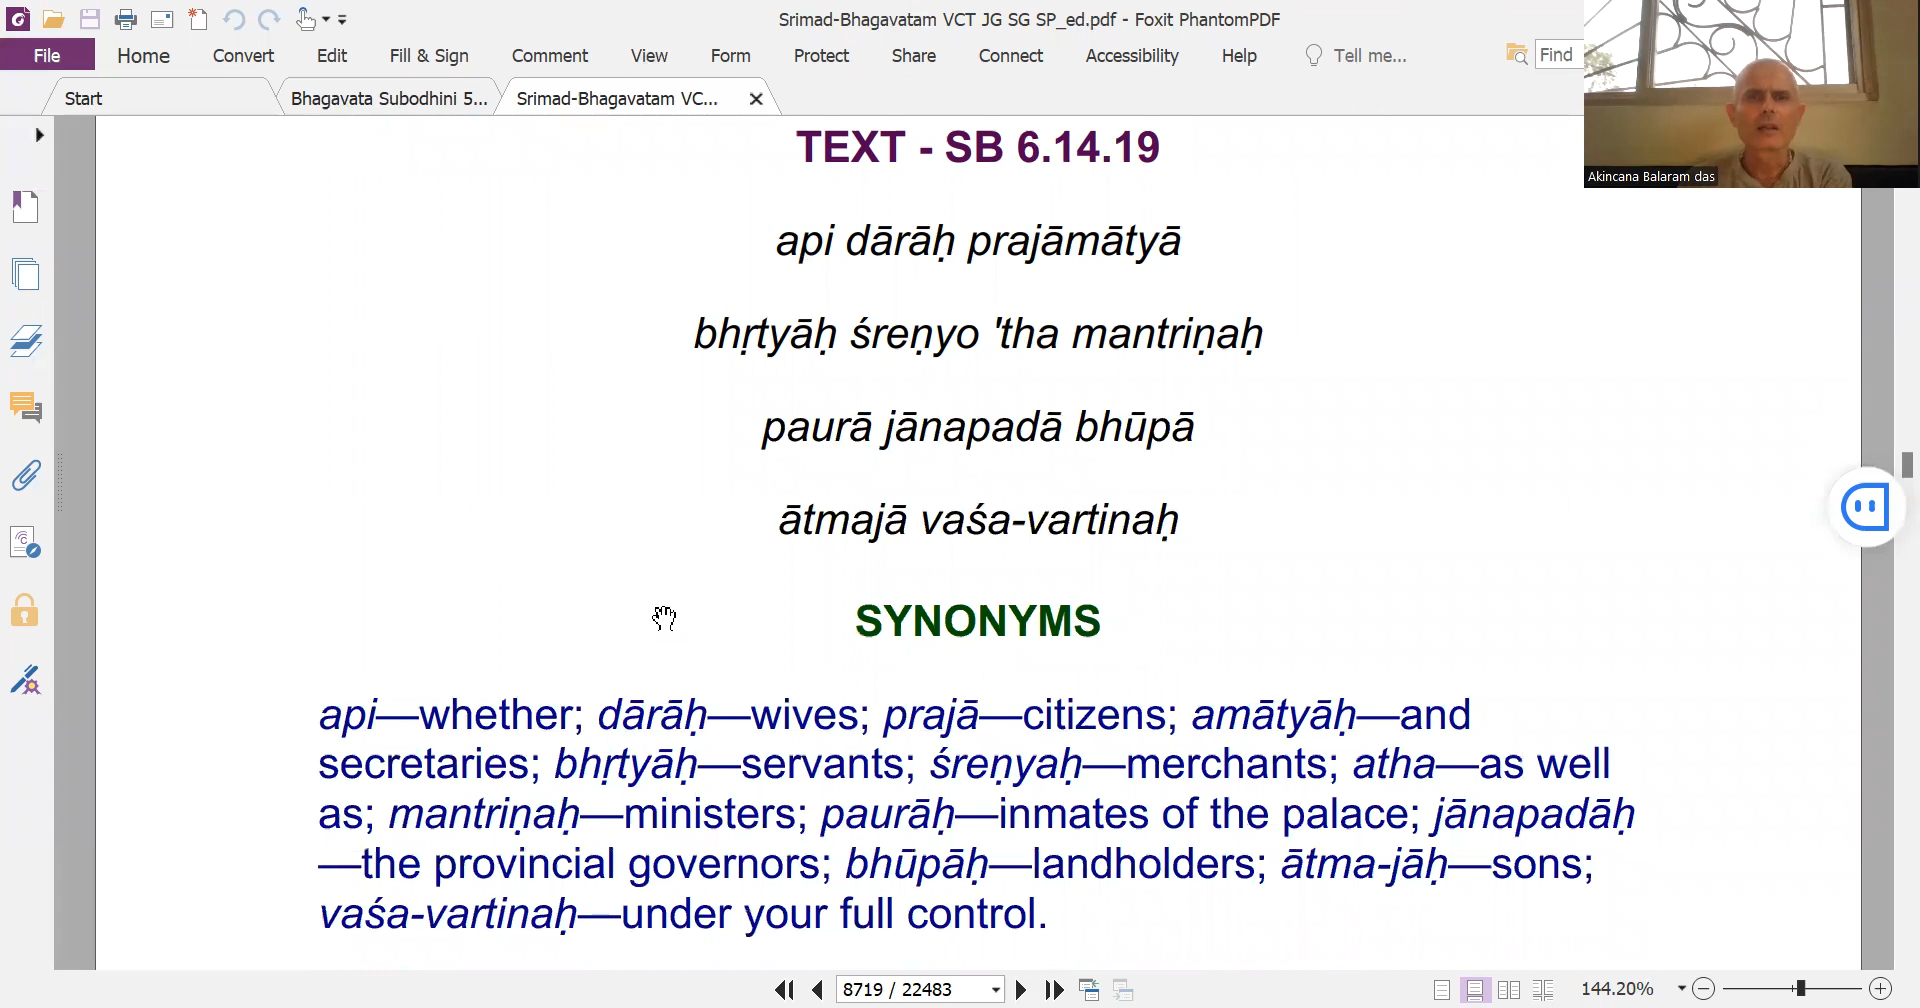 Srimad-Bhagavatam VCT JG SG SP_ed.pdf - Foxit PhantomPDF
File Home Convert Edit Fill & Sign Comment View Form Protect Share Connect Accessibility Help Tell me... Find
Start Bhagavata Subodhini 5... Srimad-Bhagavatam VC...
Akincana Balaram das
TEXT - SB 6.14.19
api dārāḥ prajāmātyā
bhṛtyāḥ śreṇyo 'tha mantriṇaḥ
paurā jānapadā bhūpā
ātmajā vaśa-vartinaḥ
SYNONYMS
api—whether; dārāḥ—wives; prajā—citizens; amātyāḥ—and
secretaries; bhṛtyāḥ—servants; śreṇyaḥ—merchants; atha—as well
as; mantriṇaḥ—ministers; paurāḥ—inmates of the palace; jānapadāḥ
—the provincial governors; bhūpāḥ—landholders; ātma-jāḥ—sons;
vaśa-vartinaḥ—under your full control.
8719 / 22483 144.20%